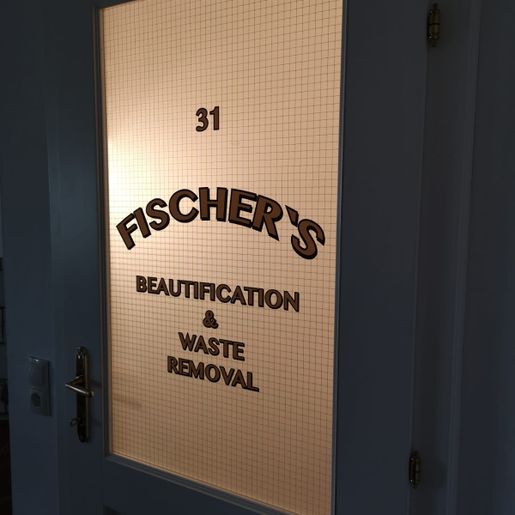 31
FISCHER'S
BEAUTIFICATION
&
WASTE
REMOVAL